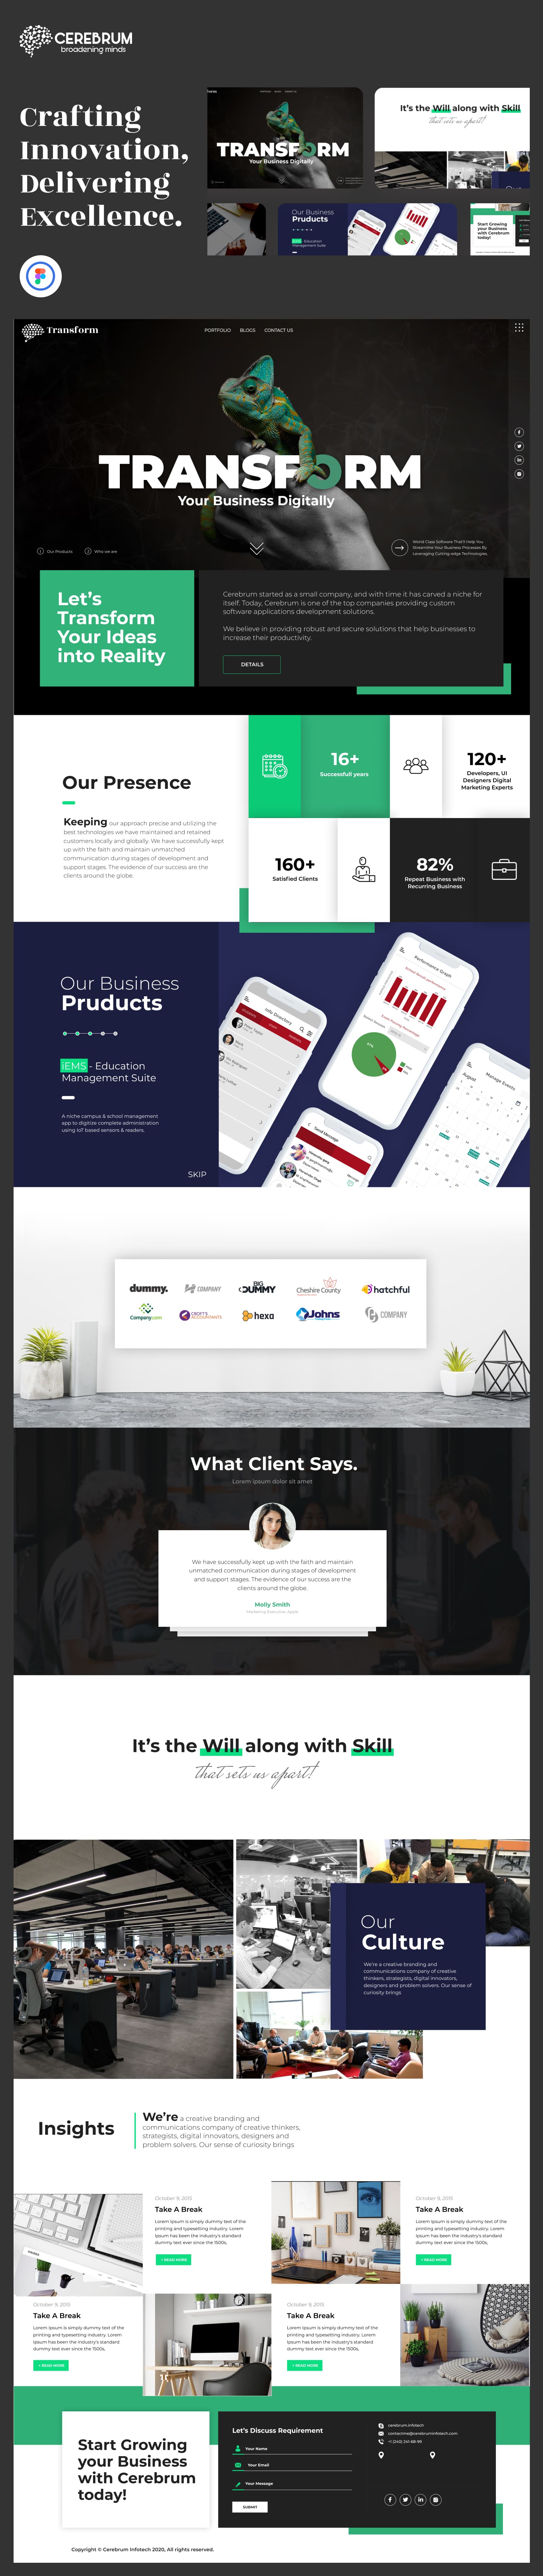 CEREBRUM
broadening minds
Crafting
Innovation,
Delivering
Excellence.
TRANSFORM
Your Business Digitally
It's the Will along with Skill
that sets us apart!
Our Business
Pruducts
iEMS - Education
Management Suite
Start Growing
your Business
with Cerebrum
today!
Transform
PORTFOLIO BLOGS CONTACT US
TRANSFORM
Your Business Digitally
1 Our Products 2 Who we are
World Class Software That'll Help You
Streamline Your Business Processes By
Leveraging Cutting-edge Technologies.
Let's
Transform
Your Ideas
into Reality
Cerebrum started as a small company, and with time it has carved a niche for
itself. Today, Cerebrum is one of the top companies providing custom
software applications development solutions.
We believe in providing robust and secure solutions that help businesses to
increase their productivity.
DETAILS
Our Presence
Keeping our approach precise and utilizing the
best technologies we have maintained and retained
customers locally and globally. We have successfully kept
up with the faith and maintain unmatched
communication during stages of development and
support stages. The evidence of our success are the
clients around the globe.
16+
Successfull years
120+
Developers, UI
Designers Digital
Marketing Experts
160+
Satisfied Clients
82%
Repeat Business with
Recurring Business
Our Business
Pruducts
iEMS - Education
Management Suite
A niche campus & school management
app to digitize complete administration
using IoT based sensors & readers.
SKIP
Info Directory
Performance Graph
Send Message
Manage Events
August
dummy.
COMPANY
BIG
DUMMY
Cheshire County
hatchful
Companycom
CROFT'S
ACCOUNTANTS
hexa
Johns
COMPANY
What Client Says.
Lorem ipsum dolor sit amet
We have successfully kept up with the faith and maintain
unmatched communication during stages of development
and support stages. The evidence of our success are the
clients around the globe.
Molly Smith
Marketing Executive, Apple
It's the Will along with Skill
that sets us apart!
Our
Culture
We're a creative branding and
communications company of creative
thinkers, strategists, digital innovators,
designers and problem solvers. Our sense of
curiosity brings
Insights
We're a creative branding and
communications company of creative thinkers,
strategists, digital innovators, designers and
problem solvers. Our sense of curiosity brings
October 9, 2015
Take A Break
Lorem Ipsum is simply dummy text of the
printing and typesetting industry. Lorem
Ipsum has been the industry's standard
dummy text ever since the 1500s,
+ READ MORE
October 9, 2015
Take A Break
Lorem Ipsum is simply dummy text of the
printing and typesetting industry. Lorem
Ipsum has been the industry's standard
dummy text ever since the 1500s,
+ READ MORE
October 9, 2015
Take A Break
Lorem Ipsum is simply dummy text of the
printing and typesetting industry. Lorem
Ipsum has been the industry's standard
dummy text ever since the 1500s,
+ READ MORE
October 9, 2015
Take A Break
Lorem Ipsum is simply dummy text of the
printing and typesetting industry. Lorem
Ipsum has been the industry's standard
dummy text ever since the 1500s,
+ READ MORE
Start Growing
your Business
with Cerebrum
today!
Let's Discuss Requirement
Your Name
Your Email
Your Message
SUBMIT
cerebrum.infotech
contactme@cerebruminfotech.com
+1 (240) 241-68-99
Copyright © Cerebrum Infotech 2020, All rights reserved.